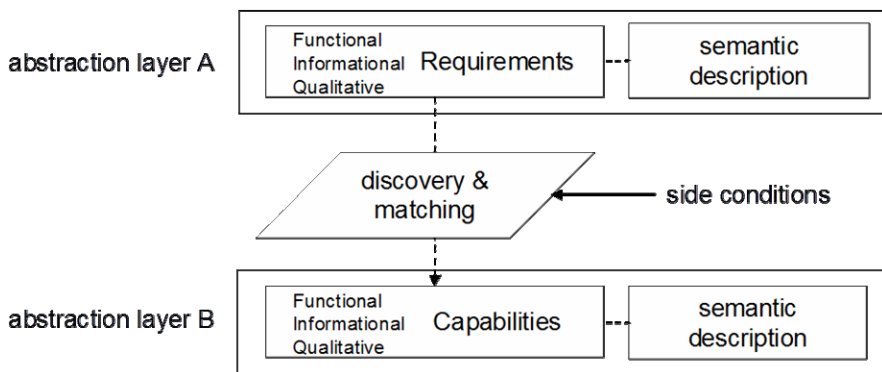 abstraction layer A
Functional
Informational
Qualitative
Requirements
semantic
description
discovery &
matching
side conditions
abstraction layer B
Functional
Informational
Qualitative
Capabilities
semantic
description